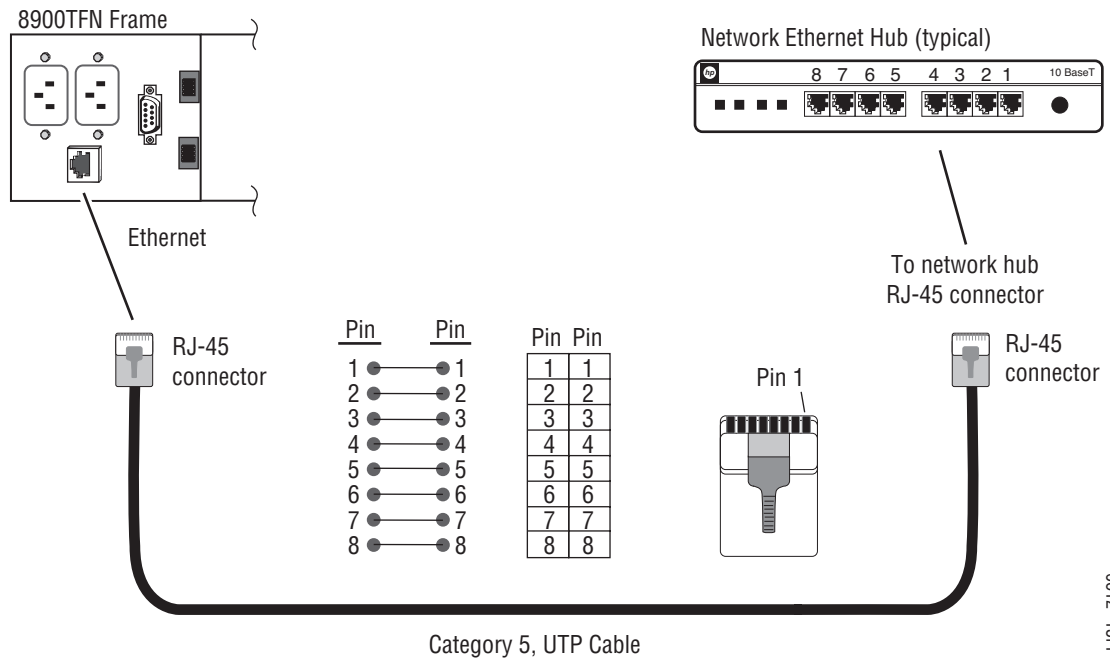 8900TFN Frame
Network Ethernet Hub (typical)
hp
8 7 6 5 4 3 2 1
10 BaseT
Ethernet
To network hub
RJ-45 connector
RJ-45
connector
Pin Pin
1 1
2 2
3 3
4 4
5 5
6 6
7 7
8 8
Pin Pin
1 1
2 2
3 3
4 4
5 5
6 6
7 7
8 8
Pin 1
RJ-45
connector
Category 5, UTP Cable